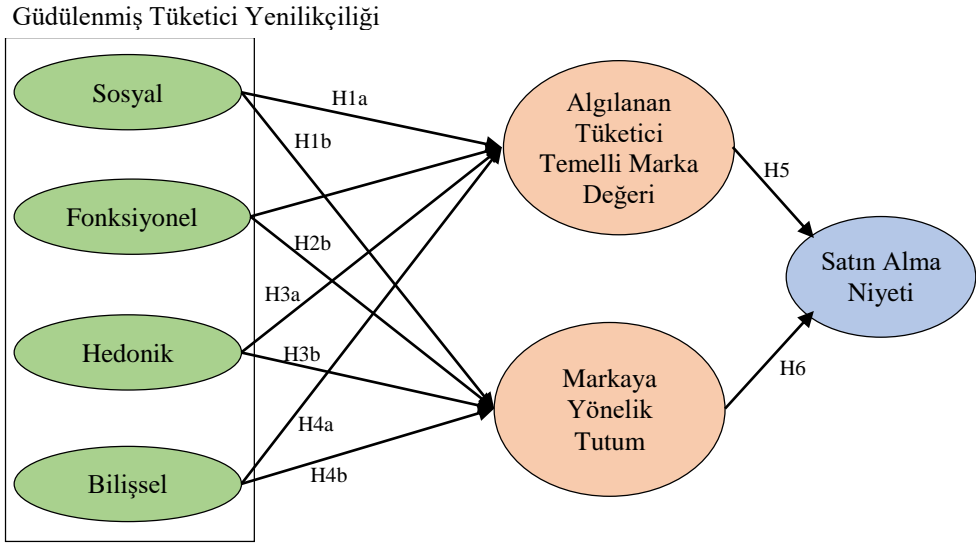 Güdülenmiş Tüketici Yenilikçiliği
Sosyal
Fonksiyonel
Hedonik
Bilişsel
H1a
H1b
H2b
H3a
H3b
H4a
H4b
Algılanan
Tüketici
Temelli Marka
Değeri
Markaya
Yönelik
Tutum
H5
H6
Satın Alma
Niyeti